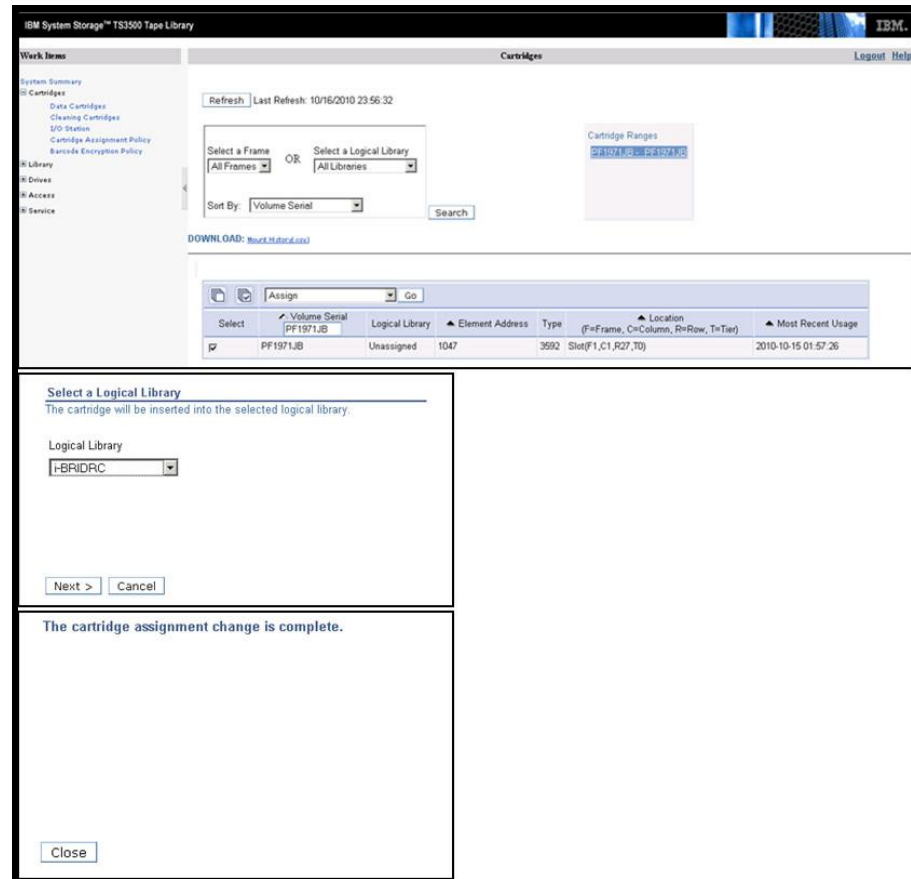 IBM System Storage™ TS3500 Tape Library
IBM.
Work Items
Cartridges
Logout Help
System Summary
Cartridges
Data Cartridges
Cleaning Cartridges
I/O Station
Cartridge Assignment Policy
Barcode Encryption Policy
Library
Drives
Access
Service
Refresh Last Refresh: 10/16/2010 23:56:32
Select a Frame OR Select a Logical Library
All Frames All Libraries
Sort By: Volume Serial
Search
Cartridge Ranges
PF1971JB - PF1971JB
DOWNLOAD: Mount History(.csv)
Assign Go
Select Volume Serial Logical Library Element Address Type Location Most Recent Usage
PF1971JB (F=Frame, C=Column, R=Row, T=Tier)
PF1971JB Unassigned 1047 3592 Slot(F1,C1,R27,T0) 2010-10-15 01:57:26
Select a Logical Library
The cartridge will be inserted into the selected logical library.
Logical Library
i-BRIDRC
Next > Cancel
The cartridge assignment change is complete.
Close